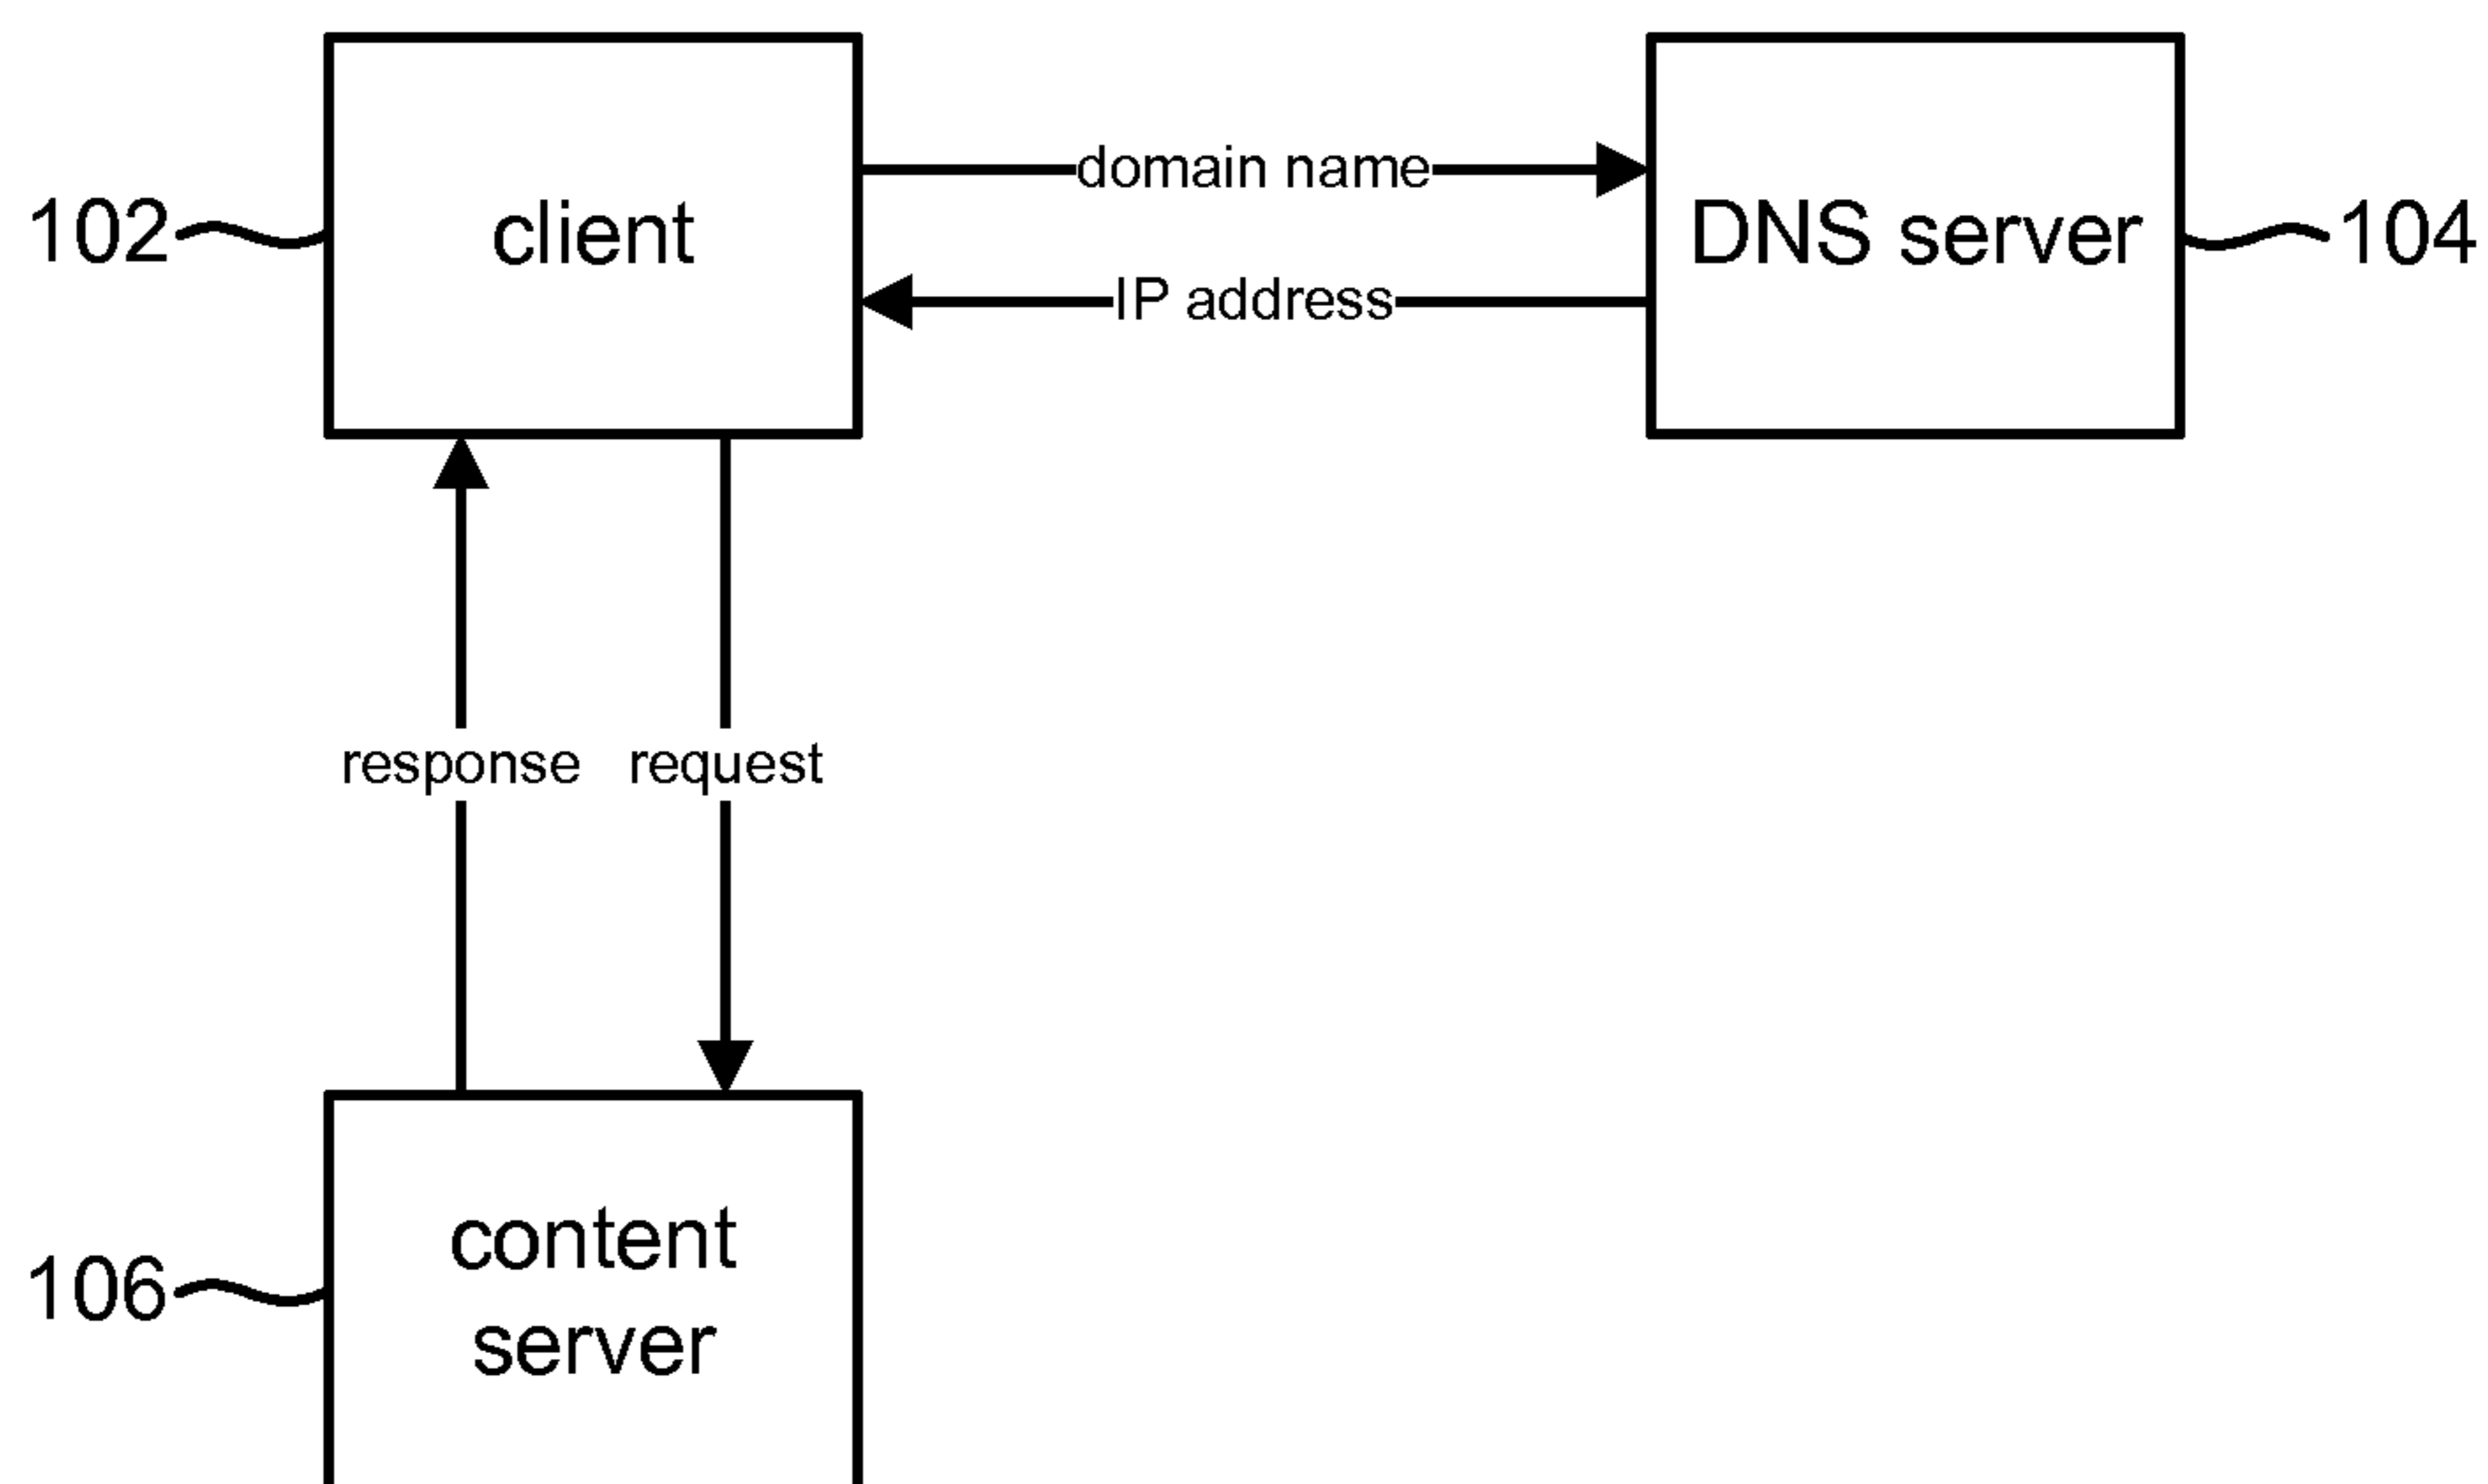 domain name
102
client
DNS server
104
IP address
response
request
content
106
server